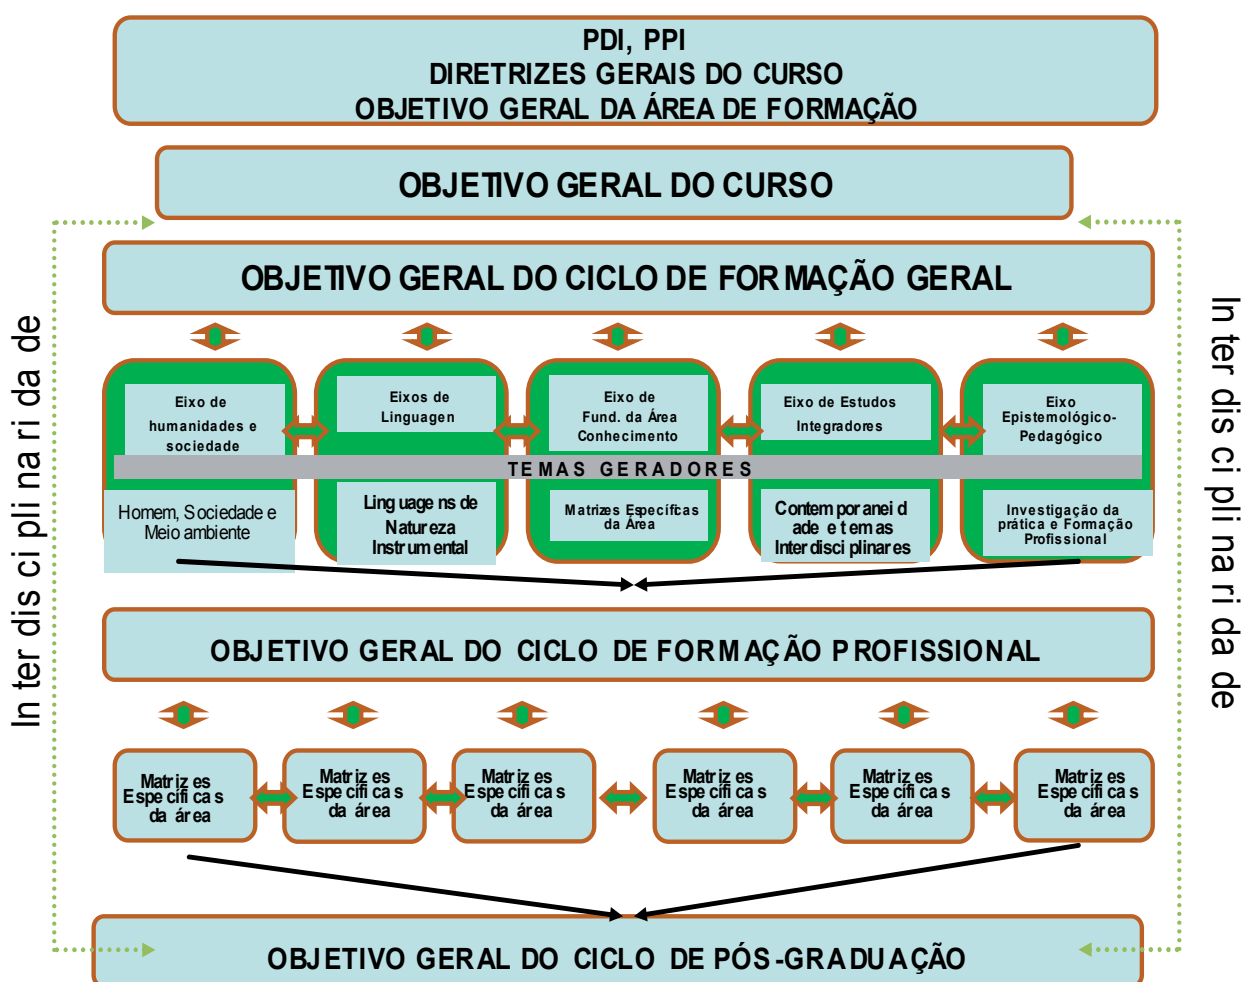 PDI, PPI
DIRETRIZES GERAIS DO CURSO
OBJETIVO GERAL DA ÁREA DE FORMAÇÃO
OBJETIVO GERAL DO CURSO
OBJETIVO GERAL DO CICLO DE FORMAÇÃO GERAL
Interdisciplinaridade
Interdisciplinaridade
Eixo de
humanidades e
sociedade
Eixos de
Linguagen
Eixo de
Fund. da Área
Conhecimento
Eixo de Estudos
Integradores
Eixo
Epistemológico-
Pedagógico
TEMAS GERADORES
Homem, Sociedade e
Meio ambiente
Linguagens de
Natureza
Instrumental
Matrizes Específicas
da Área
Contemporaneid
ade e temas
Interdisciplinares
Investigação da
prática e Formação
Profissional
OBJETIVO GERAL DO CICLO DE FORMAÇÃO PROFISSIONAL
Matrizes
Específicas
da área
Matrizes
Específicas
da área
Matrizes
Específicas
da área
Matrizes
Específicas
da área
Matrizes
Específicas
da área
Matrizes
Específicas
da área
OBJETIVO GERAL DO CICLO DE PÓS-GRADUAÇÃO